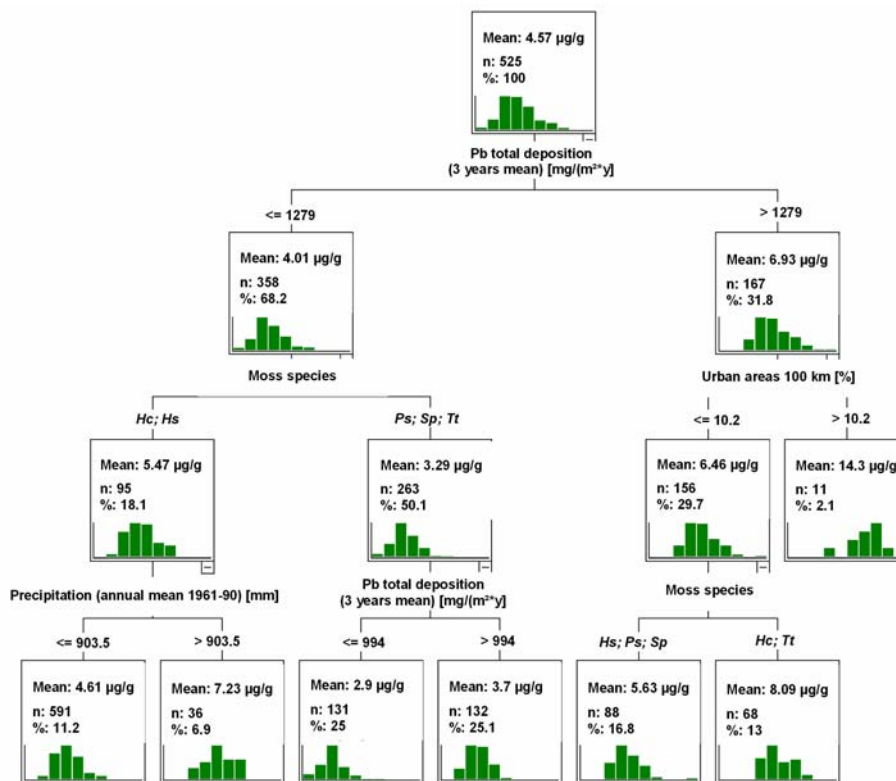 Mean: 4.57 µg/g
n: 525
%: 100
Pb total deposition
(3 years mean) [mg/(m²*y]
<= 1279
> 1279
Mean: 4.01 µg/g
n: 358
%: 68.2
Mean: 6.93 µg/g
n: 167
%: 31.8
Moss species
Urban areas 100 km [%]
Hc; Hs
Ps; Sp; Tt
<= 10.2
> 10.2
Mean: 5.47 µg/g
n: 95
%: 18.1
Mean: 3.29 µg/g
n: 263
%: 50.1
Mean: 6.46 µg/g
n: 156
%: 29.7
Mean: 14.3 µg/g
n: 11
%: 2.1
Precipitation (annual mean 1961-90) [mm]
Pb total deposition
(3 years mean) [mg/(m²*y]
Moss species
<= 903.5
> 903.5
<= 994
> 994
Hs; Ps; Sp
Hc; Tt
Mean: 4.61 µg/g
n: 591
%: 11.2
Mean: 7.23 µg/g
n: 36
%: 6.9
Mean: 2.9 µg/g
n: 131
%: 25
Mean: 3.7 µg/g
n: 132
%: 25.1
Mean: 5.63 µg/g
n: 88
%: 16.8
Mean: 8.09 µg/g
n: 68
%: 13